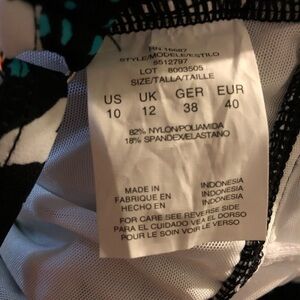 RN 16687
STYLE/MODELE/ESTILO
8512797
LOT 8003505
SIZE/TALLA/TAILLE
US UK GER EUR
10 12 38 40
82% NYLON/POLIAMIDA
18% SPANDEX/ELASTANO
MADE IN INDONESIA
FABRIQUE EN INDONESIA
HECHO EN INDONESIA
FOR CARE SEE REVERSE SIDE
PARA EL CUIDADO VEA EL DORSO
POUR LE SOIN VOIR LE VERSO